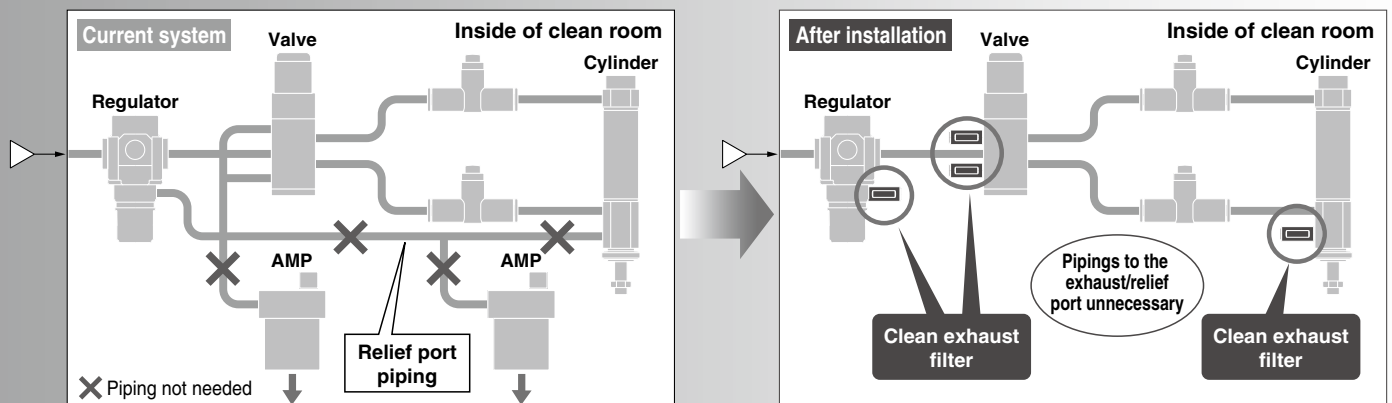 Current system
Valve
Inside of clean room
Cylinder
Regulator
AMP
AMP
Relief port
piping
Piping not needed
After installation
Valve
Inside of clean room
Cylinder
Regulator
Pipings to the
exhaust/relief
port unnecessary
Clean exhaust
filter
Clean exhaust
filter